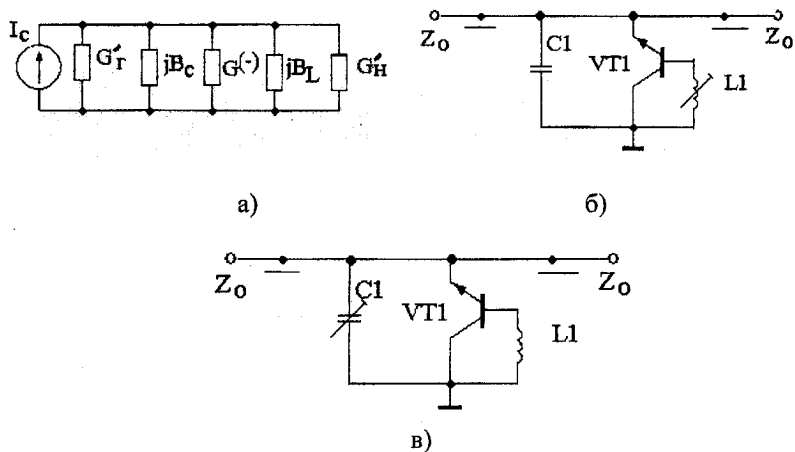 I_c
G'_г
jB_c
G^(-)
jB_L
G'_H
а)
Z_o
C1
VT1
L1
Z_o
б)
Z_o
C1
VT1
L1
Z_o
в)